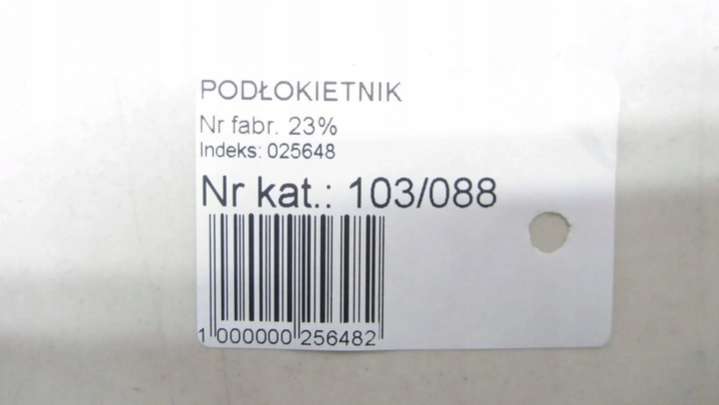 PODŁOKIETNIK
Nr fabr. 23%
Indeks: 025648
Nr kat.: 103/088
1 000000 256482